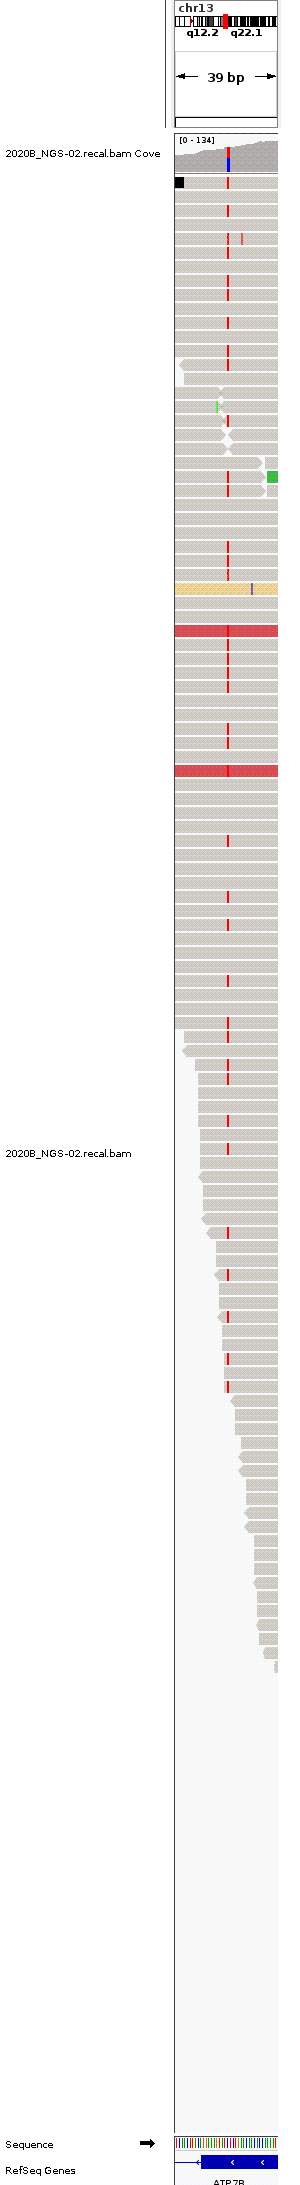 chr13
q12.2 q22.1
39 bp
[0 - 134]
2020B_NGS-02.recal.bam Cove
2020B_NGS-02.recal.bam
Sequence
RefSeq Genes
ATP7B